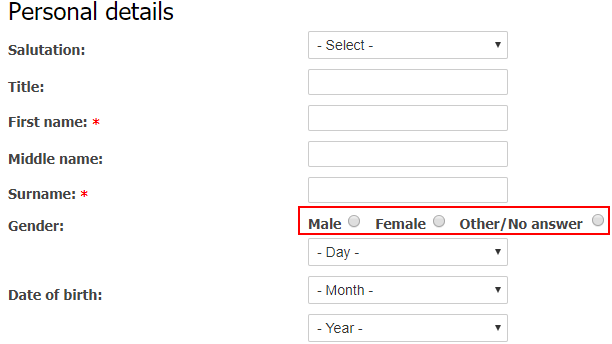 Personal details
Salutation: - Select -
Title:
First name: *
Middle name:
Surname: *
Gender: Male Female Other/No answer
- Day -
Date of birth: - Month -
- Year -